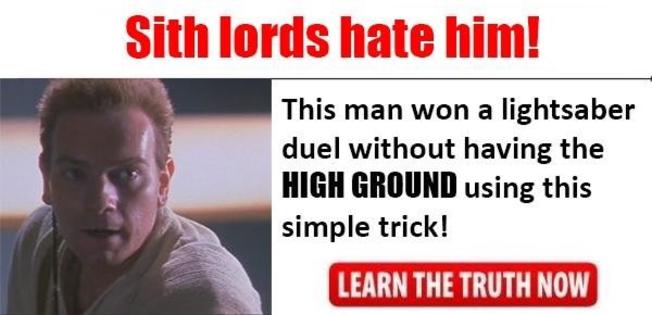 Sith lords hate him!
This man won a lightsaber
duel without having the
HIGH GROUND using this
simple trick!
LEARN THE TRUTH NOW